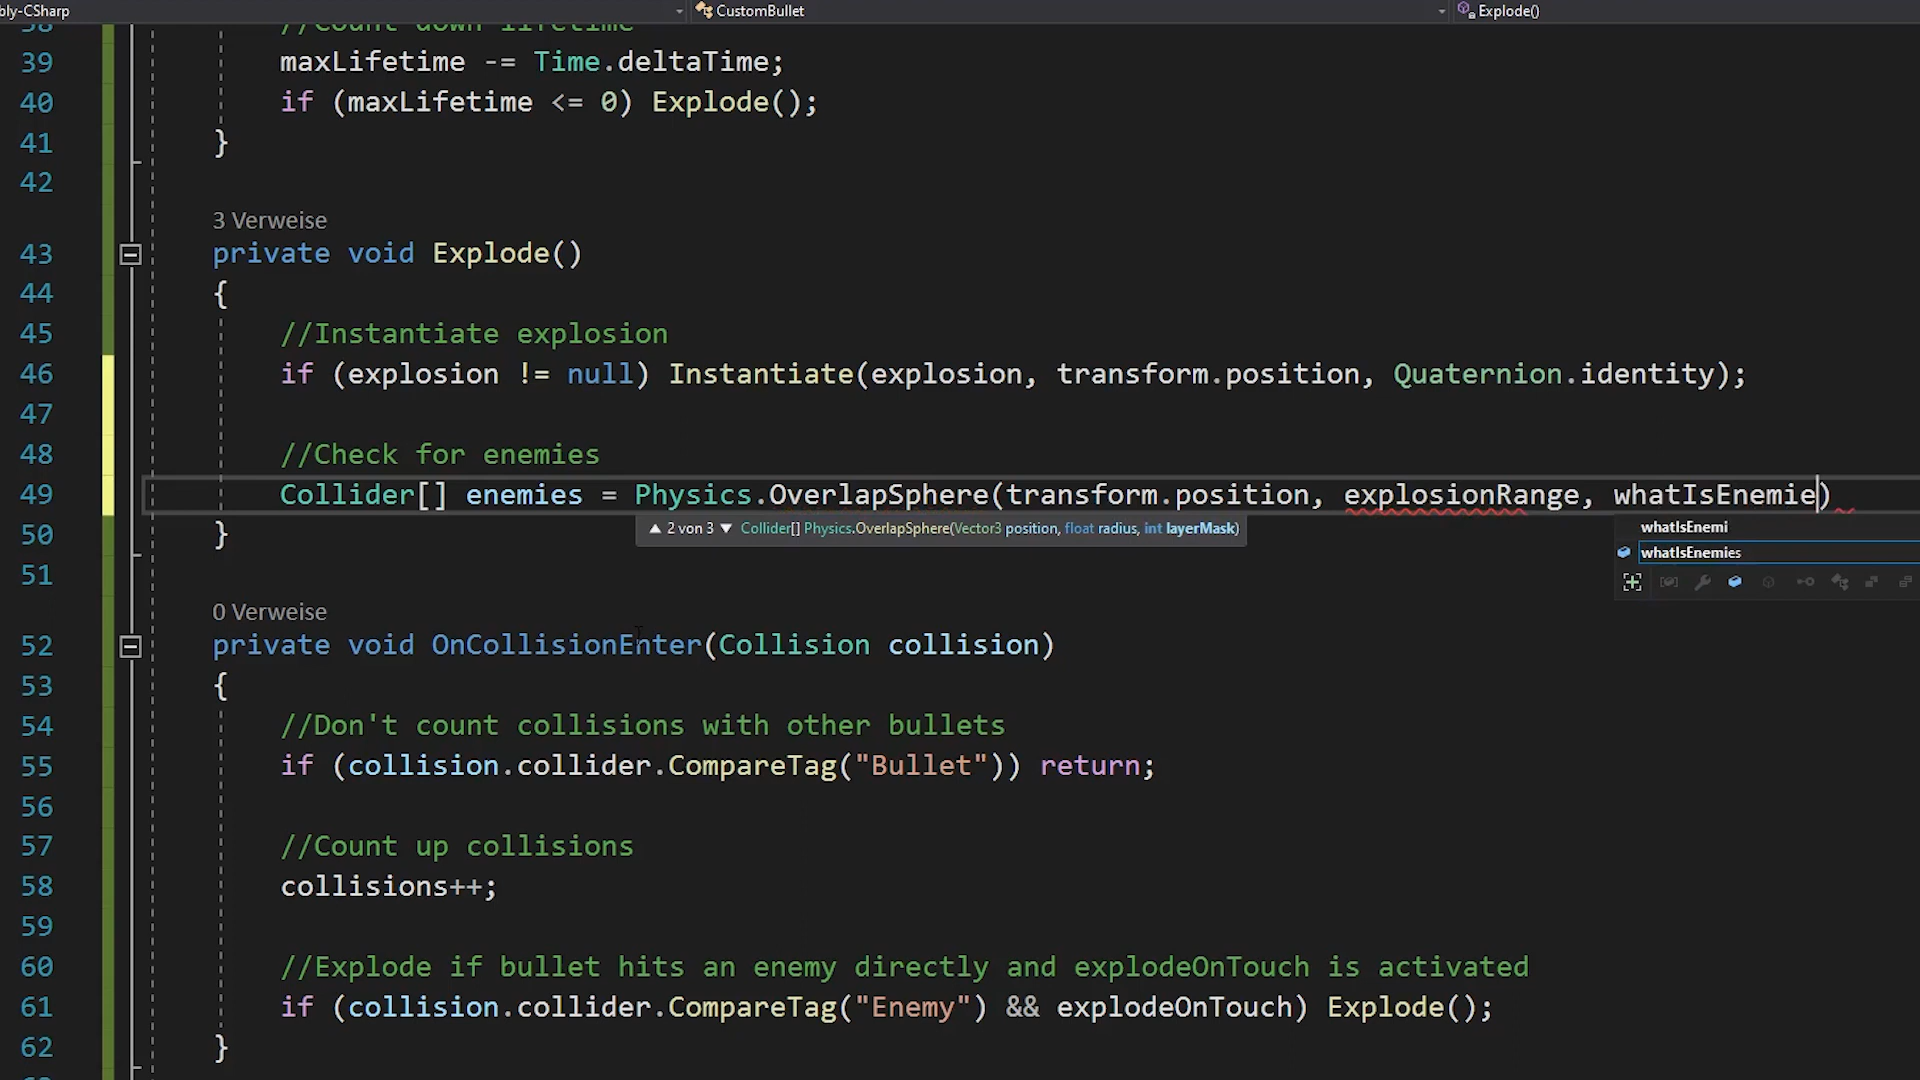 bly-CSharp CustomBullet Explode()
38 //Count down lifetime
39 maxLifetime -= Time.deltaTime;
40 if (maxLifetime <= 0) Explode();
41 }
42
3 Verweise
43 private void Explode()
44 {
45 //Instantiate explosion
46 if (explosion != null) Instantiate(explosion, transform.position, Quaternion.identity);
47
48 //Check for enemies
49 Collider[] enemies = Physics.OverlapSphere(transform.position, explosionRange, whatIsEnemie)
▲ 2 von 3 ▼ Collider[] Physics.OverlapSphere(Vector3 position, float radius, int layerMask)
whatIsEnemi
whatIsEnemies
50 }
51
0 Verweise
52 private void OnCollisionEnter(Collision collision)
53 {
54 //Don't count collisions with other bullets
55 if (collision.collider.CompareTag("Bullet")) return;
56
57 //Count up collisions
58 collisions++;
59
60 //Explode if bullet hits an enemy directly and explodeOnTouch is activated
61 if (collision.collider.CompareTag("Enemy") && explodeOnTouch) Explode();
62 }